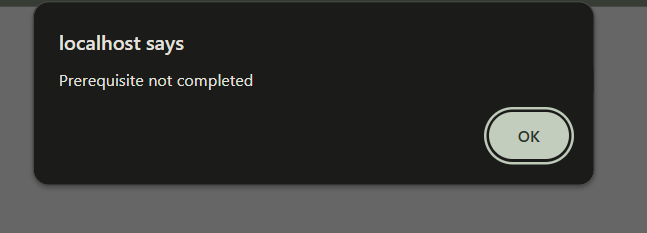 localhost says
Prerequisite not completed
OK